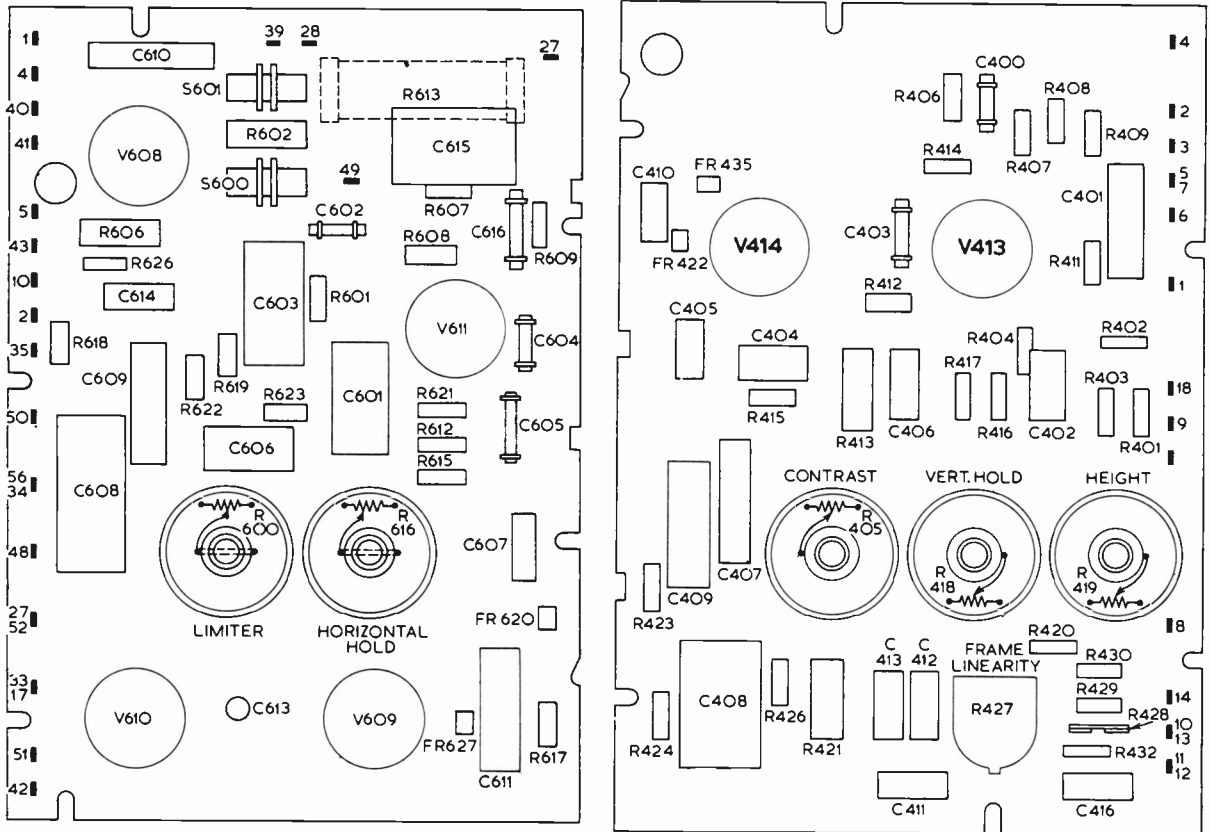 39 28 27
1
C610
4
S601
R613
40
R602
C615
41
V608
49
S600
R607
5
C602
C616
R606
R608
R609
43
R626
10
C614
C603
R601
V611
2
C604
R618
35
C609
R619
R622
R623
C601
R621
50
R612
C605
C606
R615
56
34
C608
R
600
R
616
48
C607
27
52
LIMITER
HORIZONTAL
HOLD
FR620
33
17
V610
C613
V609
FR627
R617
51
C611
42
4
C400
R406
R408
2
R407
R409
3
R414
FR435
C410
5
7
C401
6
V414
C403
V413
FR422
R411
R412
1
C405
C404
R404
R402
R417
R403
18
R415
9
R413
C406
R416
C402
R401
CONTRAST
VERT. HOLD
HEIGHT
R
405
R
418
R
419
C407
C409
R423
8
R420
C
413
C
412
FRAME
LINEARITY
R430
R429
14
C408
R426
R427
R428
10
13
R424
R421
R432
11
12
C411
C416